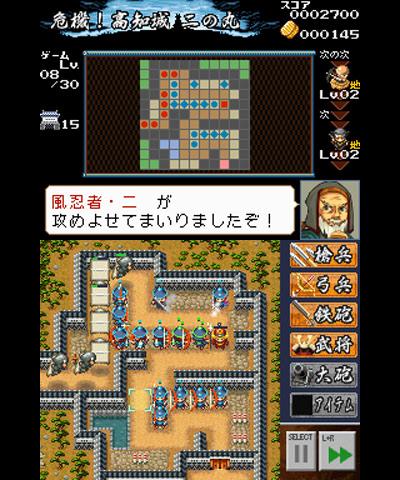 危機！高知城 二の丸
スコア
0002700
000145
ゲーム
Lv.
08
/30
15
次の次
地
Lv.02
次
地
Lv.02
風忍者・二 が
攻めよせてまいりましたぞ！
槍兵
弓兵
鉄砲
武将
大砲
アイテム
SELECT
L+R